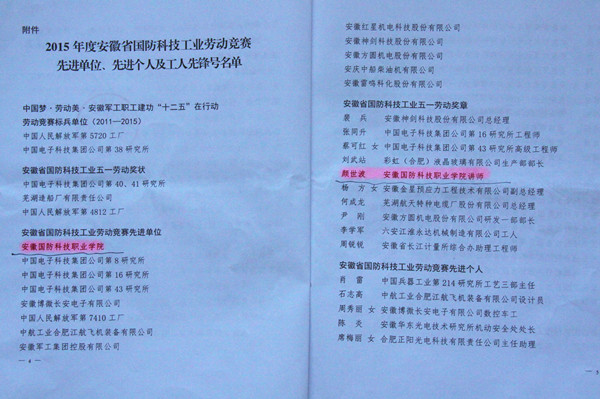 附件
2015年度安徽省国防科技工业劳动竞赛
先进单位、先进个人及工人先锋号名单
中国梦·劳动美·安徽军工职工建功“十二五”在行动
劳动竞赛标兵单位（2011—2015）
中国人民解放军第5720工厂
中国电子科技集团公司第38研究所
安徽省国防科技工业五一劳动奖状
中国电子科技集团公司第40、41研究所
芜湖造船厂有限责任公司
中国人民解放军第4812工厂
安徽省国防科技工业劳动竞赛先进单位
安徽国防科技职业学院
中国电子科技集团公司第8研究所
中国电子科技集团公司第16研究所
中国电子科技集团公司第43研究所
安徽博微长安电子有限公司
中国人民解放军第7410工厂
中航工业合肥江航飞机装备有限公司
安徽军工集团控股有限公司
— 4 —
安徽红星机电科技股份有限公司
安徽神剑科技股份有限公司
安徽方圆机电股份有限公司
安庆中船柴油机有限公司
安徽雷鸣科化股份有限公司
安徽省国防科技工业五一劳动奖章
裴兵 安徽神剑科技股份有限公司总经理
张同升 中国电子科技集团公司第16研究所工程师
蔡可红 女 中国电子科技集团公司第43研究所高级工程师
刘武站 彩虹（合肥）液晶玻璃有限公司生产部部长
颜世波 安徽国防科技职业学院讲师
杨方 女 安徽金星预应力工程技术有限公司副总经理
何成龙 芜湖航天特种电缆厂股份有限公司总经理
尹刚 安徽方圆机电股份有限公司研发一部部长
李学军 六安江淮永达机械制造有限公司工人
周锐锐 安徽省长江计量所综合办助理工程师
安徽省国防科技工业劳动竞赛先进个人
肖雷 中国兵器工业第214研究所工艺三部主任
石志高 中航工业合肥江航飞机装备有限公司设计员
周秀丽 女 安徽博微长安电子有限公司数控车工
陈炎 安徽华东光电技术研究所机动安全处处长
席梅丽 女 合肥正阳光电科技有限责任公司主任助理